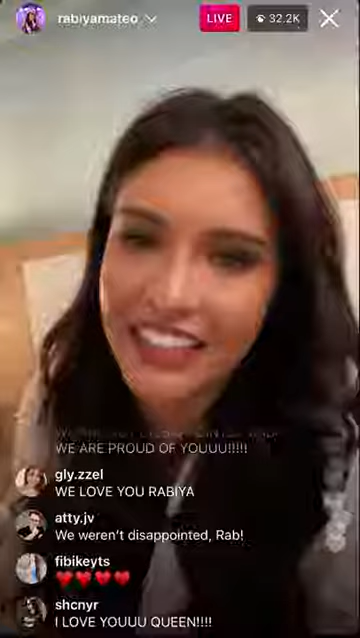 rabiyamateo
LIVE
32.2K
WE ARE PROUD OF YOUUU!!!!!
gly.zzel
WE LOVE YOU RABIYA
atty.jv
We weren't disappointed, Rab!
fibikeyts
shcnyr
I LOVE YOUUU QUEEN!!!!